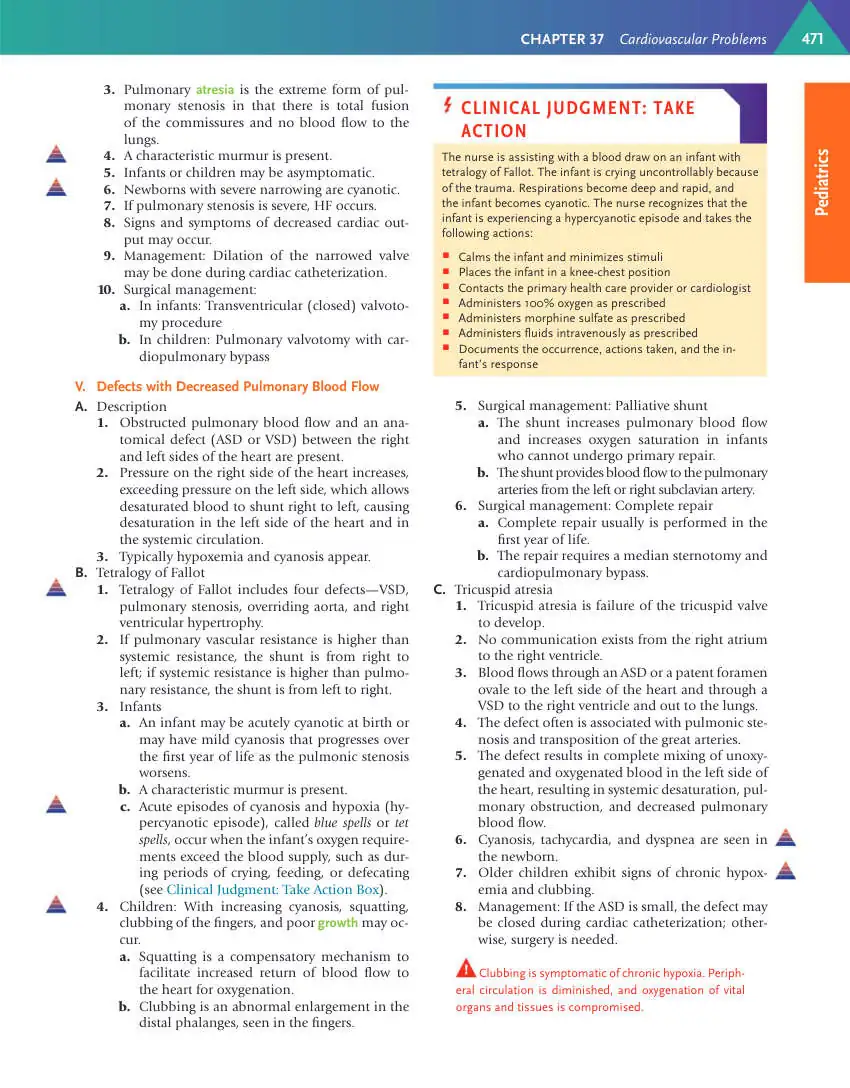 CHAPTER 37 Cardiovascular Problems 471
3. Pulmonary atresia is the extreme form of pul-
monary stenosis in that there is total fusion
of the commissures and no blood flow to the
lungs.
4. A characteristic murmur is present.
5. Infants or children may be asymptomatic.
6. Newborns with severe narrowing are cyanotic.
7. If pulmonary stenosis is severe, HF occurs.
8. Signs and symptoms of decreased cardiac out-
put may occur.
9. Management: Dilation of the narrowed valve
may be done during cardiac catheterization.
10. Surgical management:
a. In infants: Transventricular (closed) valvoto-
my procedure
b. In children: Pulmonary valvotomy with car-
diopulmonary bypass
V. Defects with Decreased Pulmonary Blood Flow
A. Description
1. Obstructed pulmonary blood flow and an ana-
tomical defect (ASD or VSD) between the right
and left sides of the heart are present.
2. Pressure on the right side of the heart increases,
exceeding pressure on the left side, which allows
desaturated blood to shunt right to left, causing
desaturation in the left side of the heart and in
the systemic circulation.
3. Typically hypoxemia and cyanosis appear.
B. Tetralogy of Fallot
1. Tetralogy of Fallot includes four defects—VSD,
pulmonary stenosis, overriding aorta, and right
ventricular hypertrophy.
2. If pulmonary vascular resistance is higher than
systemic resistance, the shunt is from right to
left; if systemic resistance is higher than pulmo-
nary resistance, the shunt is from left to right.
3. Infants
a. An infant may be acutely cyanotic at birth or
may have mild cyanosis that progresses over
the first year of life as the pulmonic stenosis
worsens.
b. A characteristic murmur is present.
c. Acute episodes of cyanosis and hypoxia (hy-
percyanotic episode), called blue spells or tet
spells, occur when the infant's oxygen require-
ments exceed the blood supply, such as dur-
ing periods of crying, feeding, or defecating
(see Clinical Judgment: Take Action Box).
4. Children: With increasing cyanosis, squatting,
clubbing of the fingers, and poor growth may oc-
cur.
a. Squatting is a compensatory mechanism to
facilitate increased return of blood flow to
the heart for oxygenation.
b. Clubbing is an abnormal enlargement in the
distal phalanges, seen in the fingers.
CLINICAL JUDGMENT: TAKE
ACTION
The nurse is assisting with a blood draw on an infant with
tetralogy of Fallot. The infant is crying uncontrollably because
of the trauma. Respirations become deep and rapid, and
the infant becomes cyanotic. The nurse recognizes that the
infant is experiencing a hypercyanotic episode and takes the
following actions:
■ Calms the infant and minimizes stimuli
■ Places the infant in a knee-chest position
■ Contacts the primary health care provider or cardiologist
■ Administers 100% oxygen as prescribed
■ Administers morphine sulfate as prescribed
■ Administers fluids intravenously as prescribed
■ Documents the occurrence, actions taken, and the in-
fant's response
5. Surgical management: Palliative shunt
a. The shunt increases pulmonary blood flow
and increases oxygen saturation in infants
who cannot undergo primary repair.
b. The shunt provides blood flow to the pulmonary
arteries from the left or right subclavian artery.
6. Surgical management: Complete repair
a. Complete repair usually is performed in the
first year of life.
b. The repair requires a median sternotomy and
cardiopulmonary bypass.
C. Tricuspid atresia
1. Tricuspid atresia is failure of the tricuspid valve
to develop.
2. No communication exists from the right atrium
to the right ventricle.
3. Blood flows through an ASD or a patent foramen
ovale to the left side of the heart and through a
VSD to the right ventricle and out to the lungs.
4. The defect often is associated with pulmonic ste-
nosis and transposition of the great arteries.
5. The defect results in complete mixing of unoxy-
genated and oxygenated blood in the left side of
the heart, resulting in systemic desaturation, pul-
monary obstruction, and decreased pulmonary
blood flow.
6. Cyanosis, tachycardia, and dyspnea are seen in
the newborn.
7. Older children exhibit signs of chronic hypox-
emia and clubbing.
8. Management: If the ASD is small, the defect may
be closed during cardiac catheterization; other-
wise, surgery is needed.
Clubbing is symptomatic of chronic hypoxia. Periph-
eral circulation is diminished, and oxygenation of vital
organs and tissues is compromised.
Pediatrics